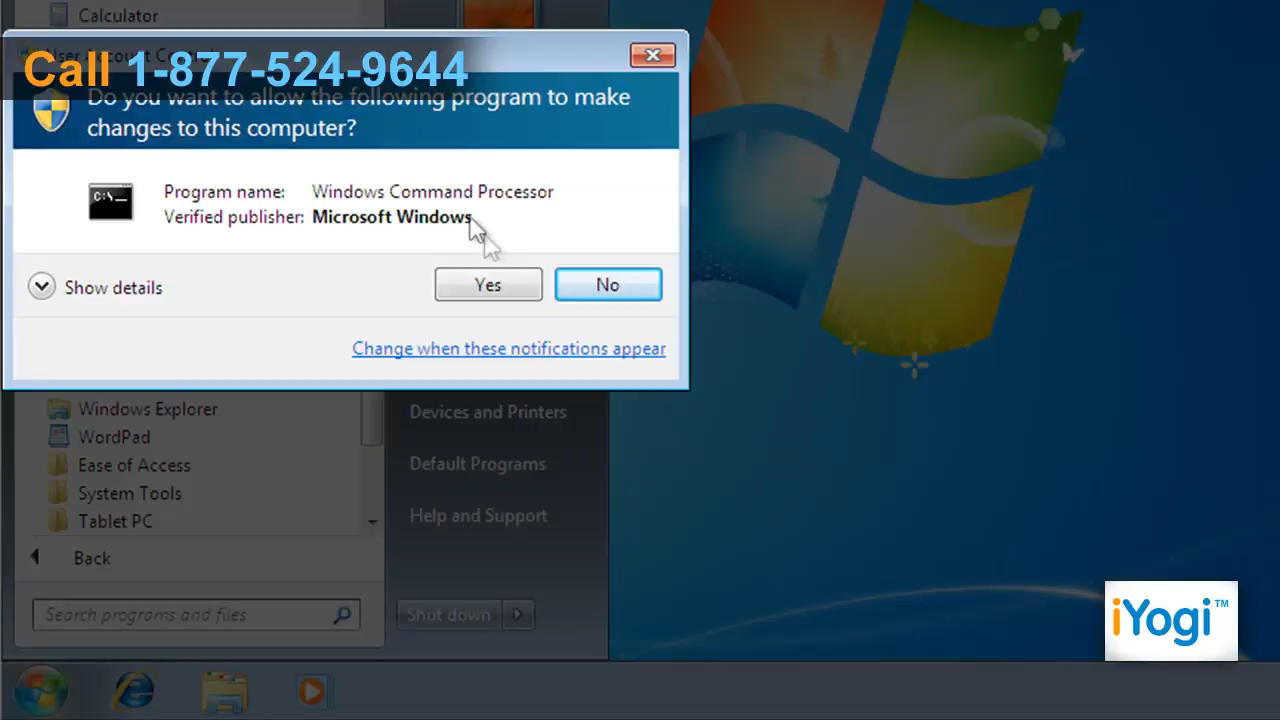 Calculator
User Account Control
Call 1-877-524-9644
Do you want to allow the following program to make
changes to this computer?
C:\_
Program name: Windows Command Processor
Verified publisher: Microsoft Windows
Show details
Yes
No
Change when these notifications appear
Windows Explorer
WordPad
Ease of Access
System Tools
Tablet PC
Back
Search programs and files
Devices and Printers
Default Programs
Help and Support
Shut down
iYogi™